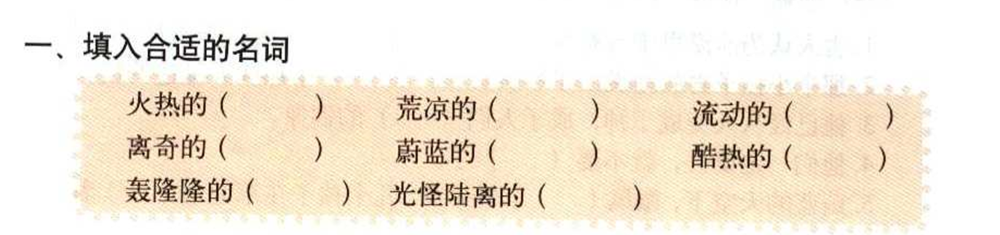 一、填入合适的名词
火热的（　　　） 荒凉的（　　　） 流动的（　　　）
离奇的（　　　） 蔚蓝的（　　　） 酷热的（　　　）
轰隆隆的（　　　） 光怪陆离的（　　　）